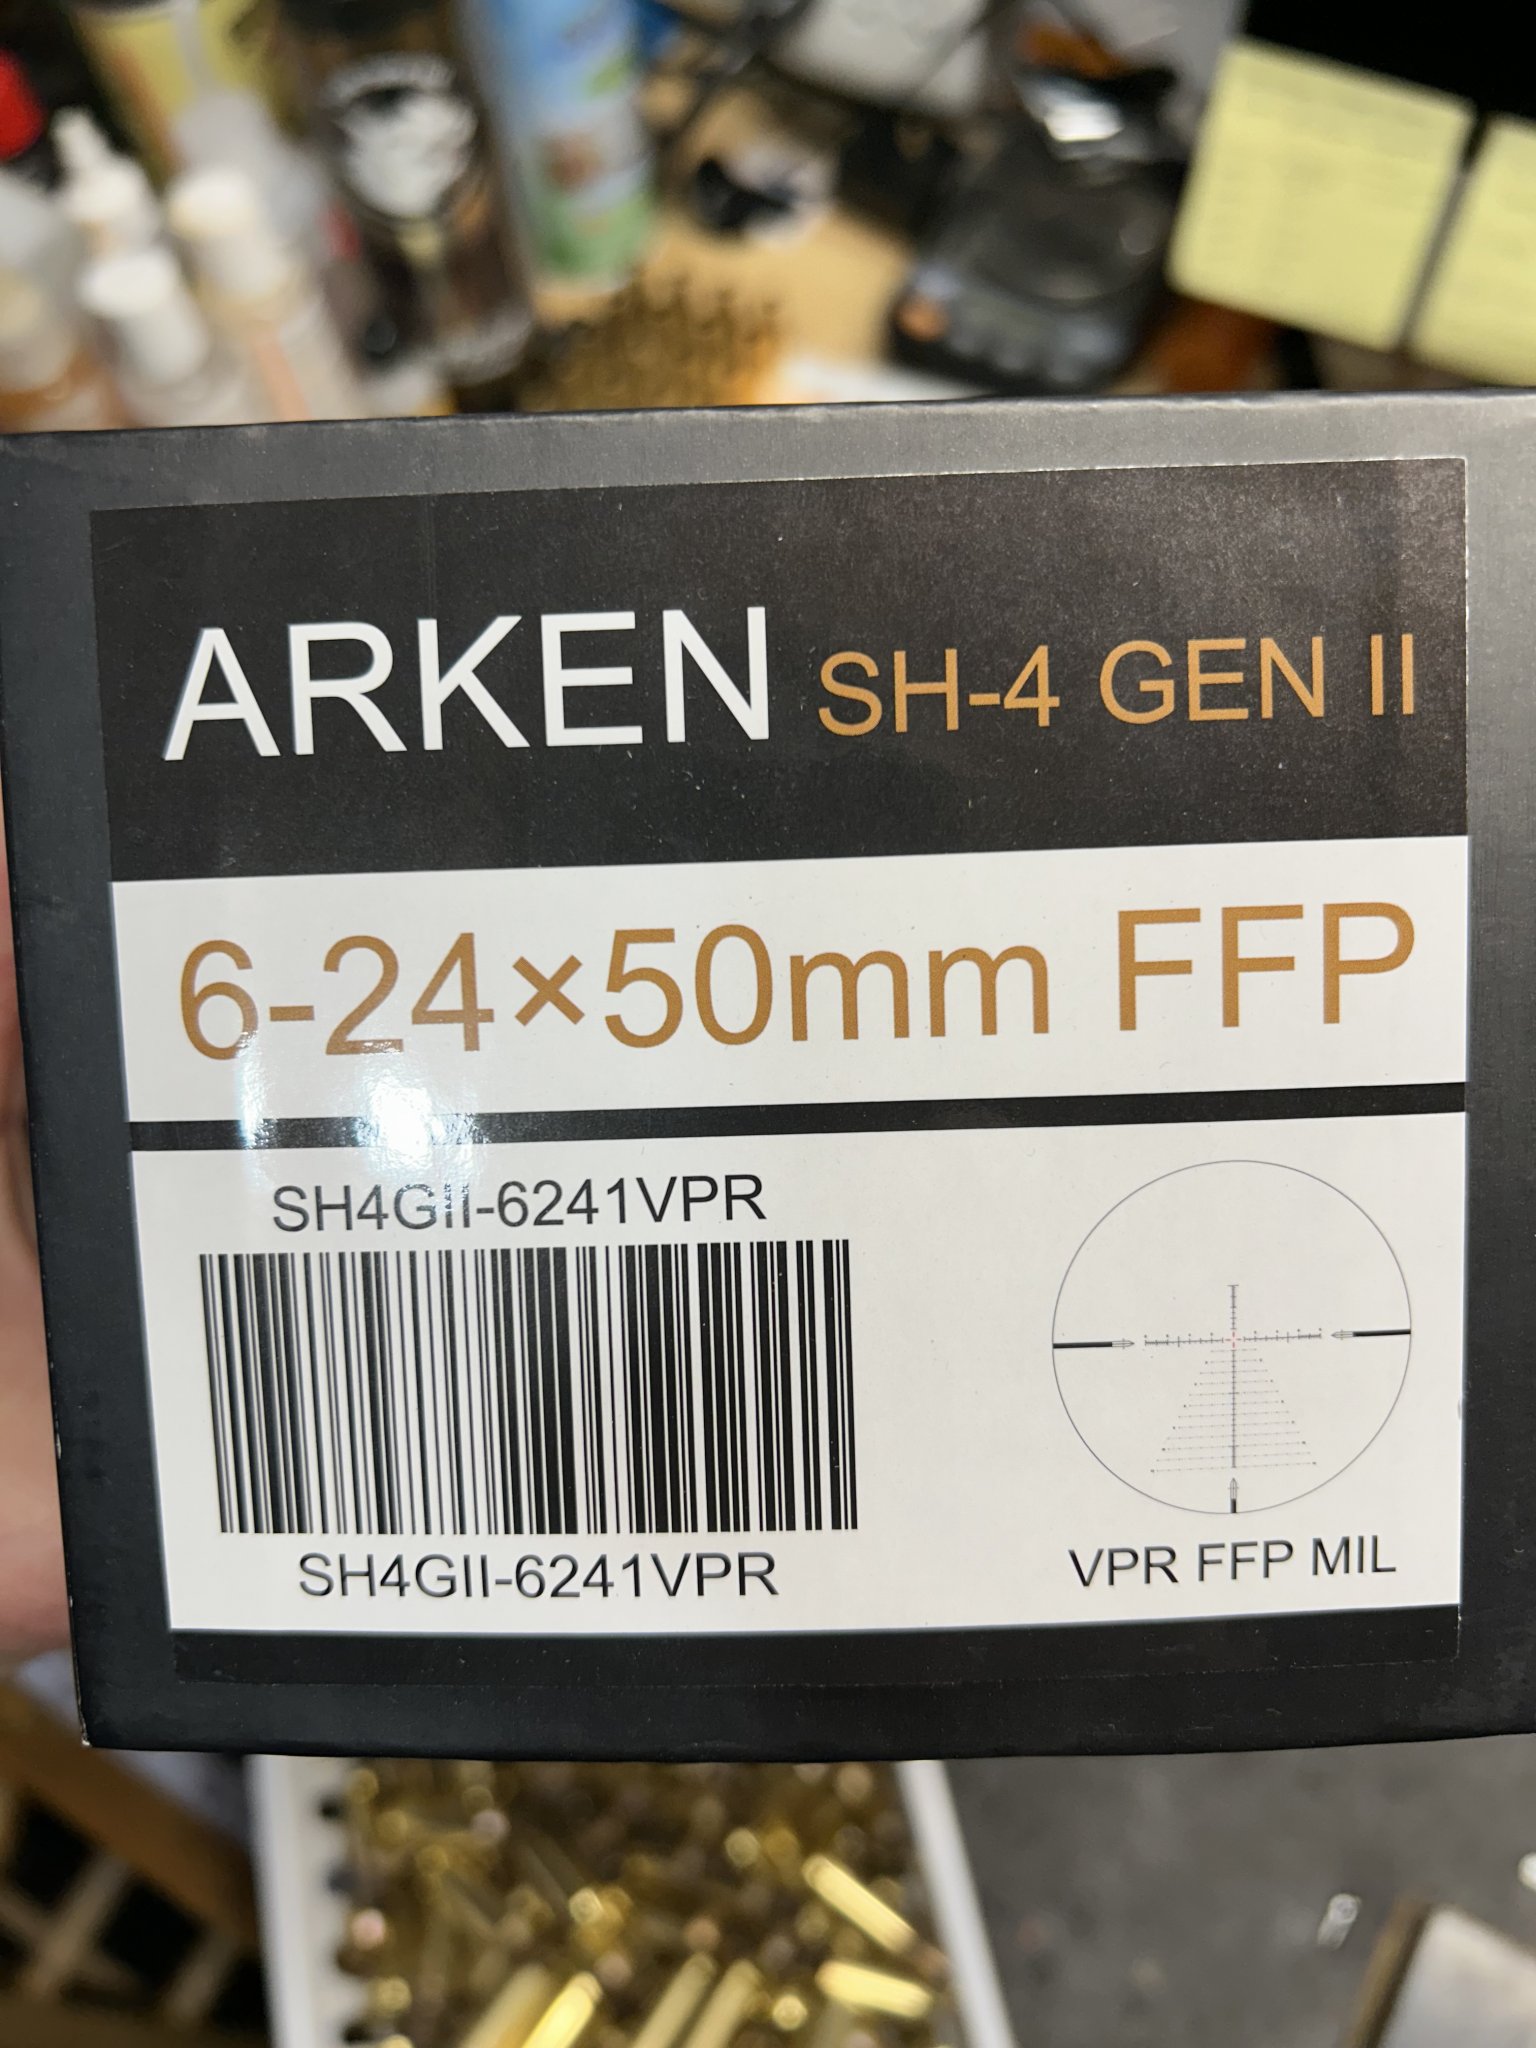 ARKEN SH-4 GEN II
6-24×50mm FFP
SH4GII-6241VPR
SH4GII-6241VPR
VPR FFP MIL